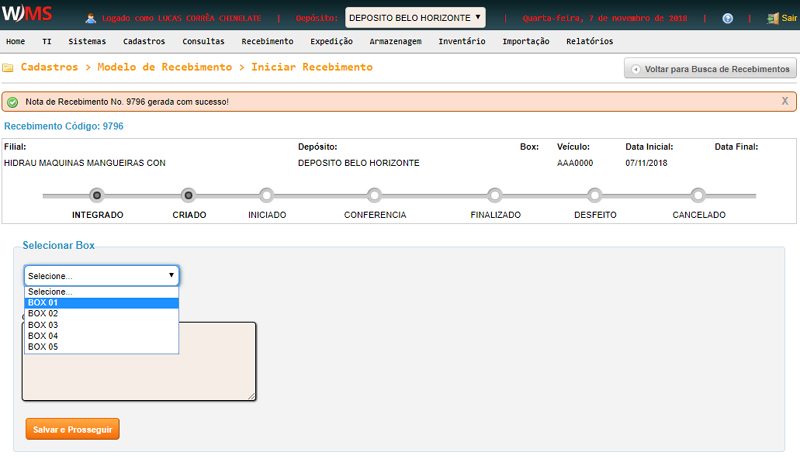 WMS
Logado como LUCAS CORRÊA CHINELATE | Depósito: DEPOSITO BELO HORIZONTE | Quarta-feira, 7 de novembro de 2018 | | Sair
Home TI Sistemas Cadastros Consultas Recebimento Expedição Armazenagem Inventário Importação Relatórios
Cadastros > Modelo de Recebimento > Iniciar Recebimento
Voltar para Busca de Recebimentos
Nota de Recebimento No. 9796 gerada com sucesso! X
Recebimento Código: 9796
Filial: Depósito: Box: Veículo: Data Inicial: Data Final:
HIDRAU MAQUINAS MANGUEIRAS CON DEPOSITO BELO HORIZONTE AAA0000 07/11/2018
INTEGRADO CRIADO INICIADO CONFERENCIA FINALIZADO DESFEITO CANCELADO
Selecionar Box
Selecione...
Selecione...
BOX 01
BOX 02
BOX 03
BOX 04
BOX 05
Salvar e Prosseguir